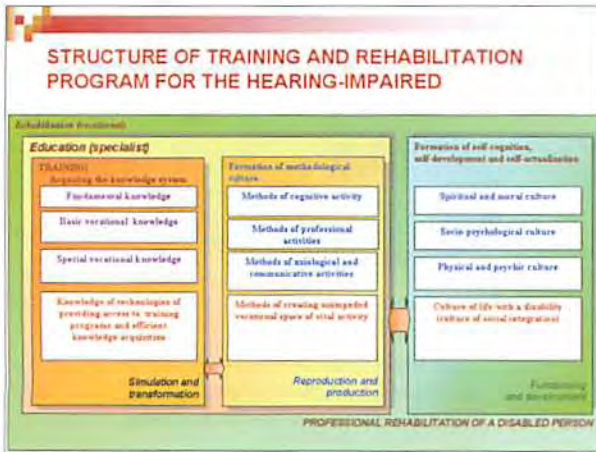 STRUCTURE OF TRAINING AND REHABILITATION
PROGRAM FOR THE HEARING-IMPAIRED
Rehabilitation
Education (specialist)
TRAINING
Acquiring the knowledge system
Fundamental knowledge
Basic vocational knowledge
Special vocational knowledge
Knowledge of technologies of
providing access to training
programs and efficient
knowledge acquisition
Simulation and
transformation
Formation of methodological
culture
Methods of cognitive activity
Methods of professional
activities
Methods of axiological and
communicative activities
Methods of creating unimpeded
vocational space of vital activity
Reproduction and
production
Formation of self-cognition,
self-development and self-actualization
Spiritual and moral culture
Socio psychological culture
Physical and psychic culture
Culture of life with a disability
(culture of social integration)
Functioning
and development
PROFESSIONAL REHABILITATION OF A DISABLED PERSON